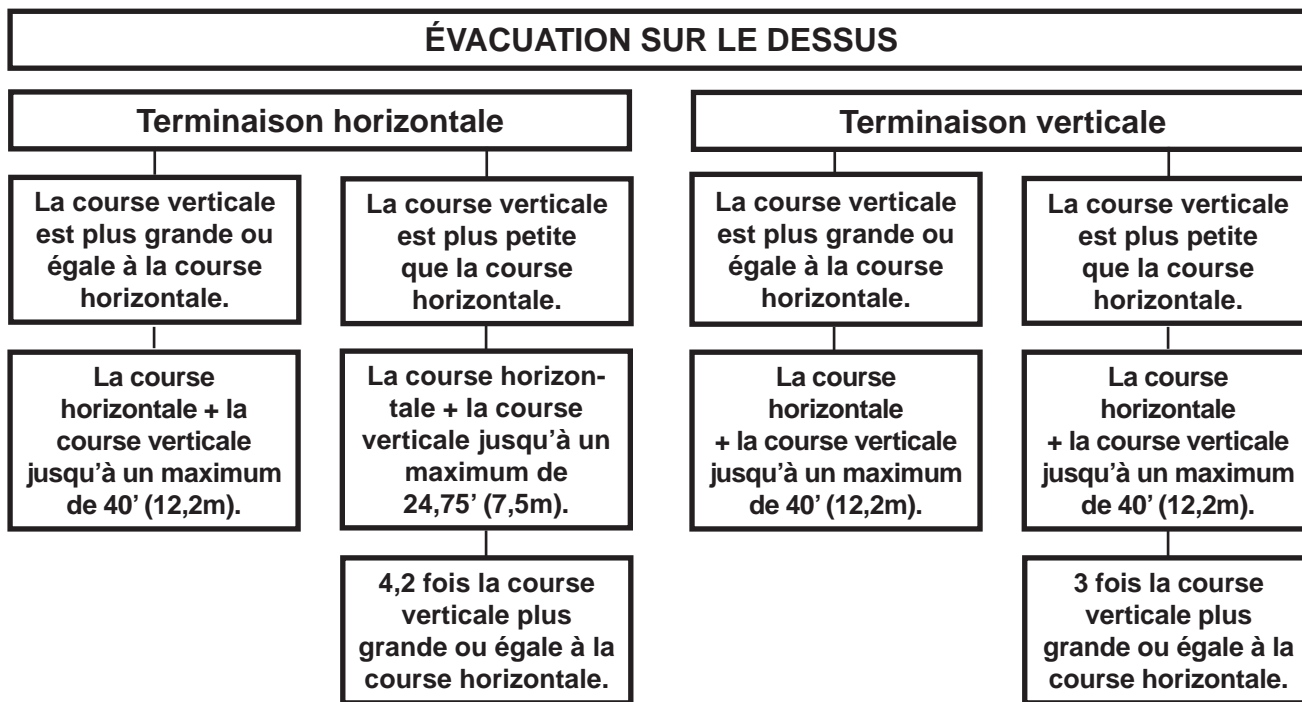 ÉVACUATION SUR LE DESSUS
Terminaison horizontale
La course verticale
est plus grande ou
égale à la course
horizontale.
La course
horizontale + la
course verticale
jusqu’à un maximum
de 40’ (12,2m).
La course verticale
est plus petite
que la course
horizontale.
La course horizon-
tale + la course
verticale jusqu’à un
maximum de
24,75’ (7,5m).
4,2 fois la course
verticale plus
grande ou égale à la
course horizontale.
Terminaison verticale
La course verticale
est plus grande ou
égale à la course
horizontale.
La course
horizontale
+ la course verticale
jusqu’à un maximum
de 40’ (12,2m).
La course verticale
est plus petite
que la course
horizontale.
La course
horizontale
+ la course verticale
jusqu’à un maximum
de 40’ (12,2m).
3 fois la course
verticale plus
grande ou égale à la
course horizontale.